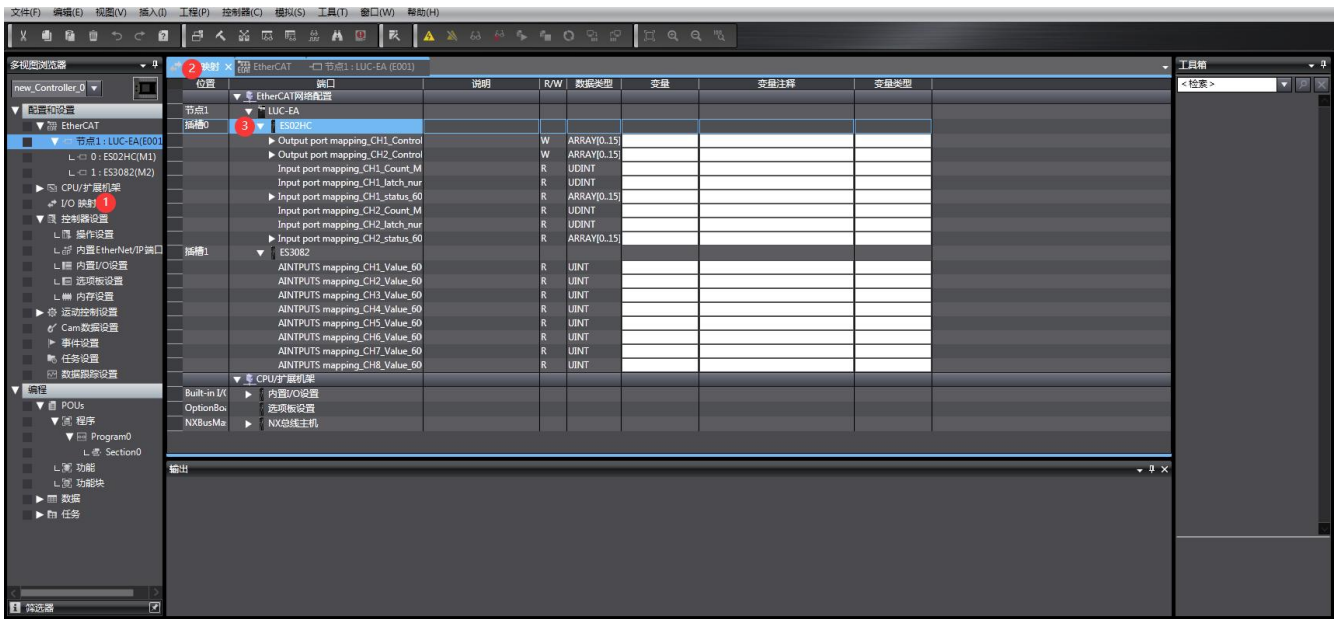 文件(F) 编辑(E) 视图(V) 插入(I) 工程(P) 控制器(C) 模拟(S) 工具(T) 窗口(W) 帮助(H)
多视图浏览器
new_Controller_0
配置和设置
EtherCAT
节点1 : LUC-EA(E001
0 : ES02HC(M1)
1 : ES3082(M2)
CPU/扩展机架
I/O 映射
1
控制器设置
操作设置
内置EtherNet/IP端口
内置I/O设置
选项板设置
内存设置
运动控制设置
Cam数据设置
事件设置
任务设置
数据跟踪设置
编程
POUs
程序
Program0
Section0
功能
功能块
数据
任务
筛选器
2 映射 EtherCAT 节点1 : LUC-EA (E001)
位置 端口 说明 R/W 数据类型 变量 变量注释 变量类型
EtherCAT网络配置
节点1 LUC-EA
插槽0 3 ES02HC
Output port mapping_CH1_Control W ARRAY[0..15]
Output port mapping_CH2_Control W ARRAY[0..15]
Input port mapping_CH1_Count_M R UDINT
Input port mapping_CH1_latch_nur R UDINT
Input port mapping_CH1_status_60 R ARRAY[0..15]
Input port mapping_CH2_Count_M R UDINT
Input port mapping_CH2_latch_nur R UDINT
Input port mapping_CH2_status_60 R ARRAY[0..15]
插槽1 ES3082
AINTPUTS mapping_CH1_Value_60 R UINT
AINTPUTS mapping_CH2_Value_60 R UINT
AINTPUTS mapping_CH3_Value_60 R UINT
AINTPUTS mapping_CH4_Value_60 R UINT
AINTPUTS mapping_CH5_Value_60 R UINT
AINTPUTS mapping_CH6_Value_60 R UINT
AINTPUTS mapping_CH7_Value_60 R UINT
AINTPUTS mapping_CH8_Value_60 R UINT
CPU/扩展机架
Built-in I/( 内置I/O设置
OptionBo 选项板设置
NXBusMa NX总线主机
输出
工具箱
<检索>